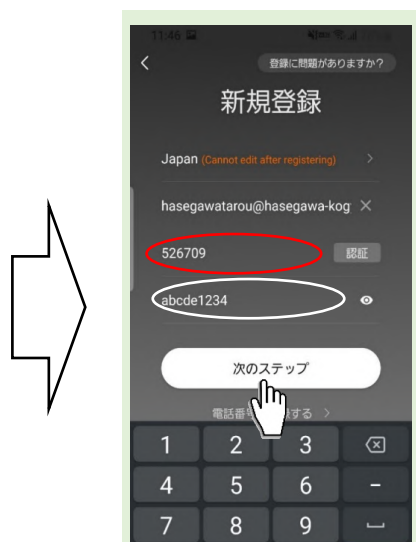 11:46
登録に問題がありますか?
新規登録
Japan (Cannot edit after registering) >
hasegawatarou@hasegawa-kog
526709 認証
abcde1234
次のステップ
電話番 する >
1 2 3
4 5 6 -
7 8 9